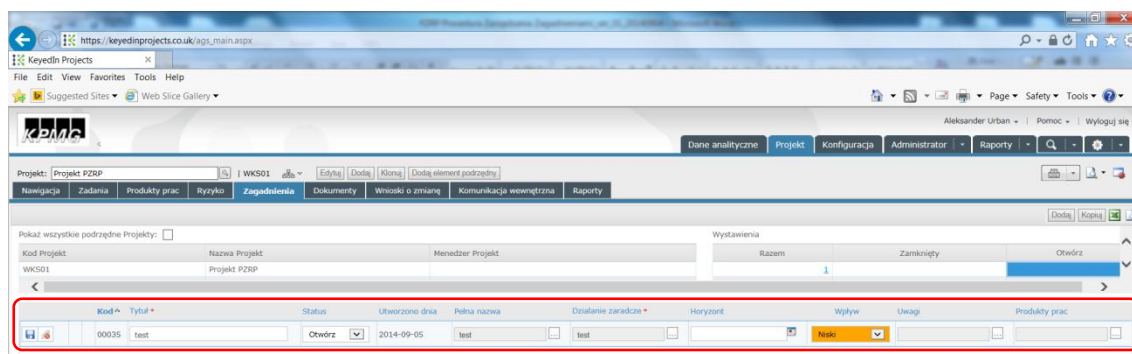 https://keyedinprojects.co.uk/ags_main.aspx
KeyedIn Projects ×
File Edit View Favorites Tools Help
Suggested Sites Web Slice Gallery Page Safety Tools
KPMG Aleksander Urban | Pomoc | Wyloguj się
Dane analityczne Projekt Konfiguracja Administrator Raporty
Projekt: Projekt PZRP | WKS01 Edytuj Dodaj Klonuj Dodaj element podrzędny
Nawigacja Zadania Produkty prac Ryzyko Zagadnienia Dokumenty Wnioski o zmianę Komunikacja wewnętrzna Raporty
Dodaj Kopiuj
Pokaż wszystkie podrzędne Projekty: Wystawienia
Kod Projekt Nazwa Projekt Menedżer Projekt Razem Zamknięty Otwórz
WKS01 Projekt PZRP 1
Kod Tytuł * Status Utworzono dnia Pełna nazwa Działanie zaradcze * Horyzont Wpływ Uwagi Produkty prac
00035 test Otwórz 2014-09-05 test ... test ... Niski ... ...